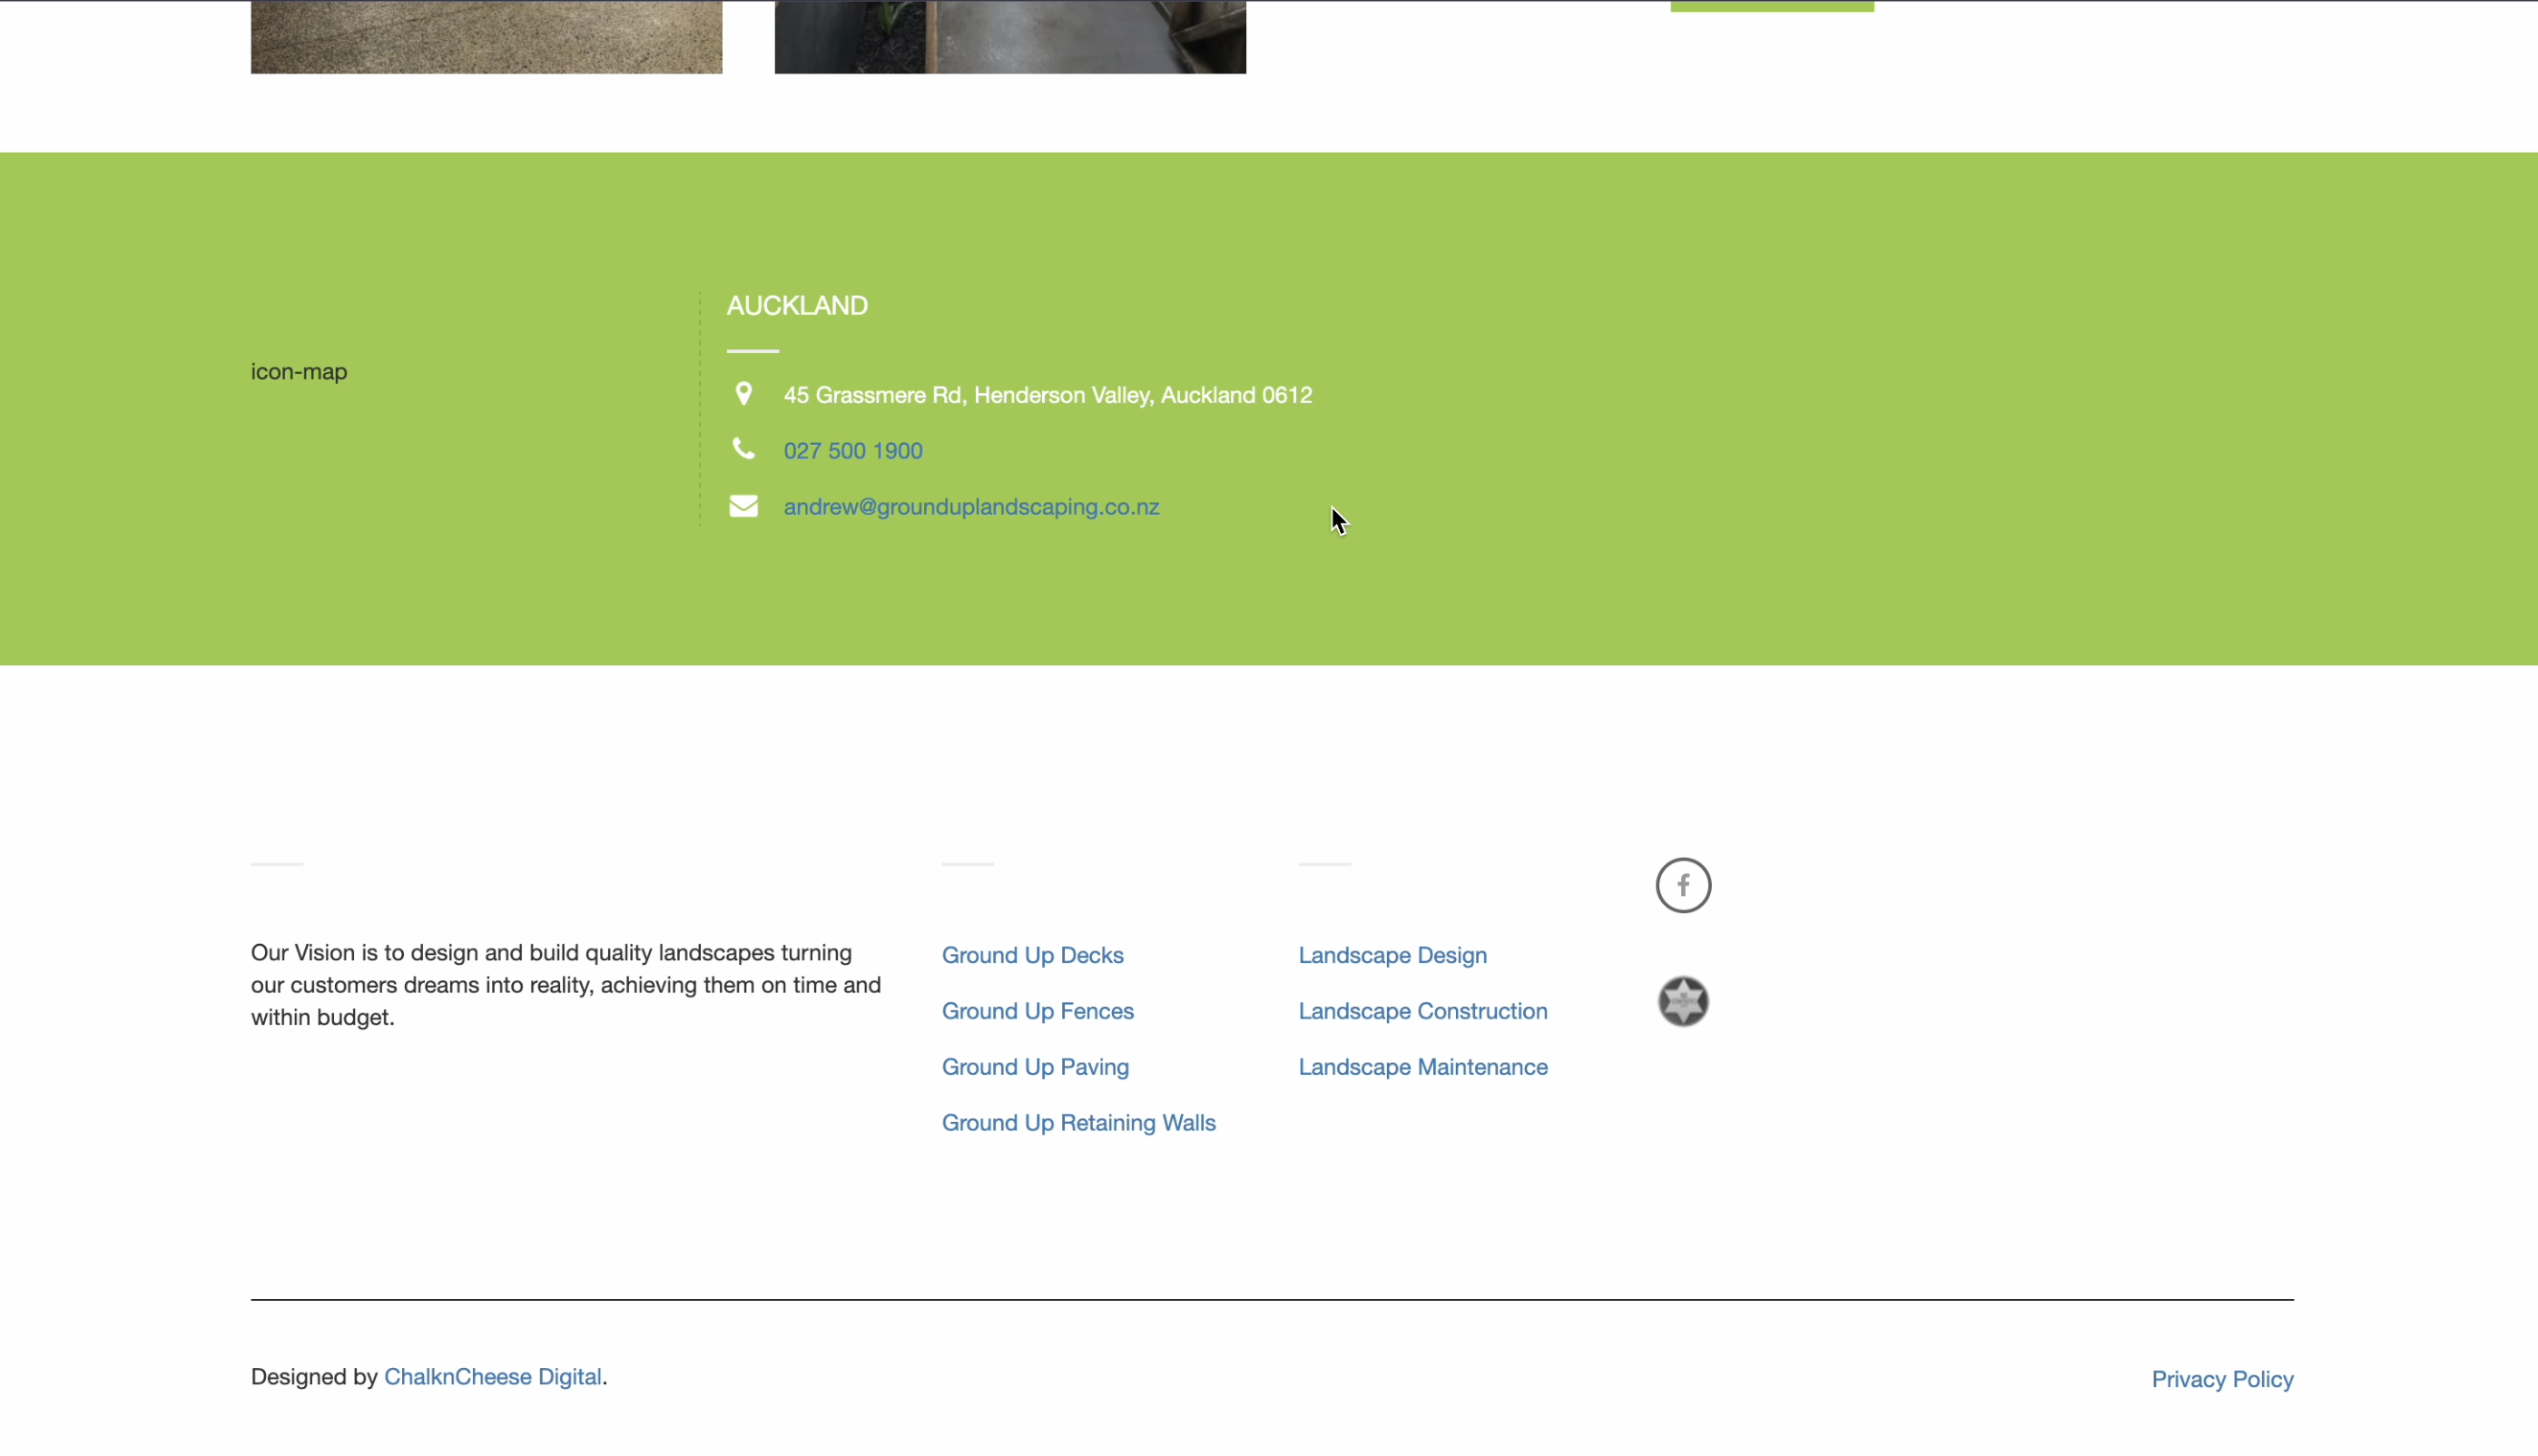 AUCKLAND
icon-map
45 Grassmere Rd, Henderson Valley, Auckland 0612
027 500 1900
andrew@grounduplandscaping.co.nz
Our Vision is to design and build quality landscapes turning
our customers dreams into reality, achieving them on time and
within budget.
Ground Up Decks
Ground Up Fences
Ground Up Paving
Ground Up Retaining Walls
Landscape Design
Landscape Construction
Landscape Maintenance
Designed by ChalknCheese Digital.
Privacy Policy